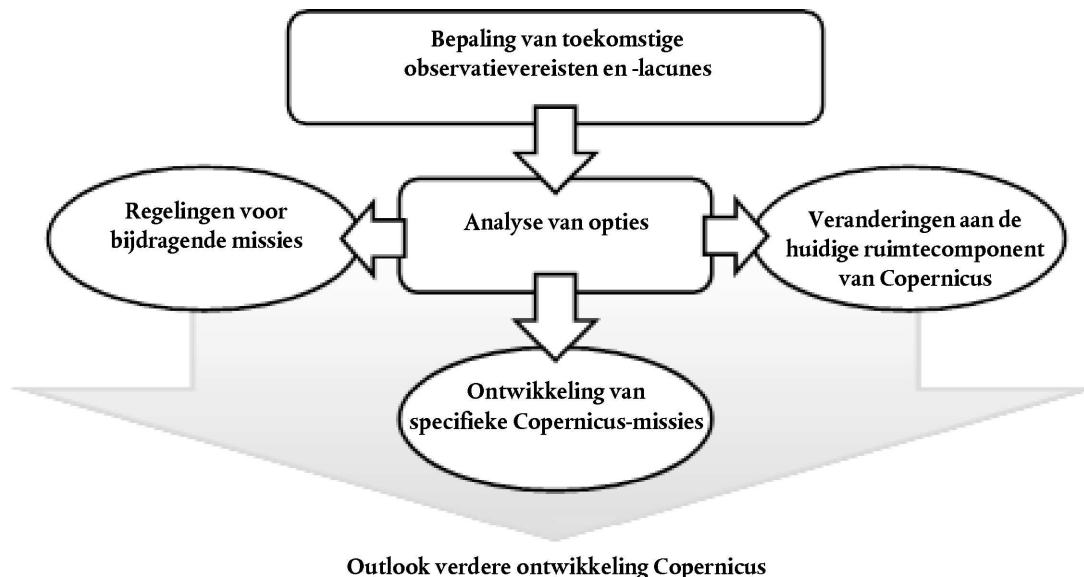 Bepaling van toekomstige
observatievereisten en -lacunes
Regelingen voor
bijdragende missies
Analyse van opties
Veranderingen aan de
huidige ruimtecomponent
van Copernicus
Ontwikkeling van
specifieke Copernicus-missies
Outlook verdere ontwikkeling Copernicus